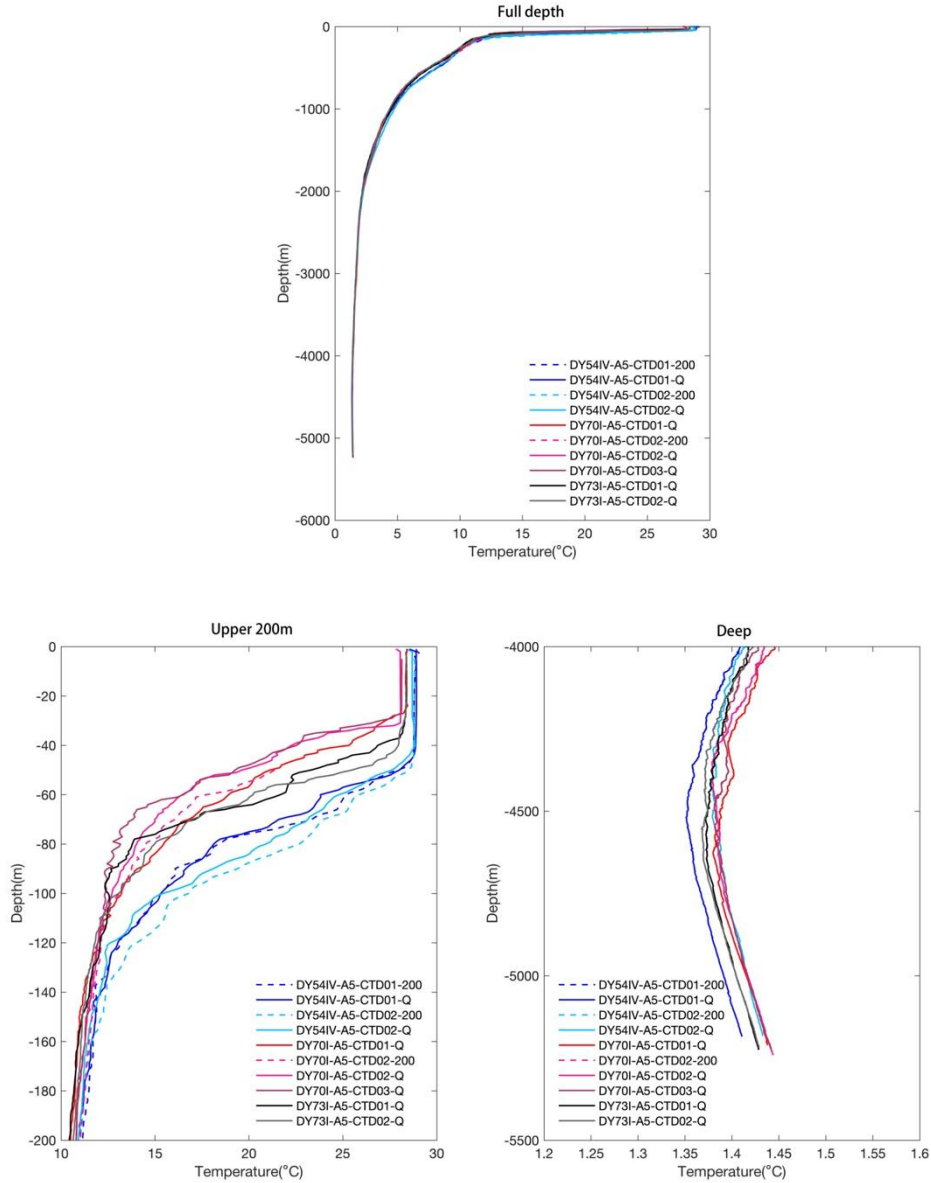 Full depth
0
-1000
-2000
-3000
-4000
-5000
-6000
Depth(m)
DY54IV-A5-CTD01-200
DY54IV-A5-CTD01-Q
DY54IV-A5-CTD02-200
DY54IV-A5-CTD02-Q
DY70I-A5-CTD01-Q
DY70I-A5-CTD02-200
DY70I-A5-CTD02-Q
DY70I-A5-CTD03-Q
DY73I-A5-CTD01-Q
DY73I-A5-CTD02-Q
0 5 10 15 20 25 30
Temperature(°C)
Upper 200m
0
-20
-40
-60
-80
-100
-120
-140
-160
-180
-200
Depth(m)
DY54IV-A5-CTD01-200
DY54IV-A5-CTD01-Q
DY54IV-A5-CTD02-200
DY54IV-A5-CTD02-Q
DY70I-A5-CTD01-Q
DY70I-A5-CTD02-200
DY70I-A5-CTD02-Q
DY70I-A5-CTD03-Q
DY73I-A5-CTD01-Q
DY73I-A5-CTD02-Q
10 15 20 25 30
Temperature(°C)
Deep
-4000
-4500
-5000
-5500
Depth(m)
DY54IV-A5-CTD01-200
DY54IV-A5-CTD01-Q
DY54IV-A5-CTD02-200
DY54IV-A5-CTD02-Q
DY70I-A5-CTD01-Q
DY70I-A5-CTD02-200
DY70I-A5-CTD02-Q
DY70I-A5-CTD03-Q
DY73I-A5-CTD01-Q
DY73I-A5-CTD02-Q
1.2 1.25 1.3 1.35 1.4 1.45 1.5 1.55 1.6
Temperature(°C)